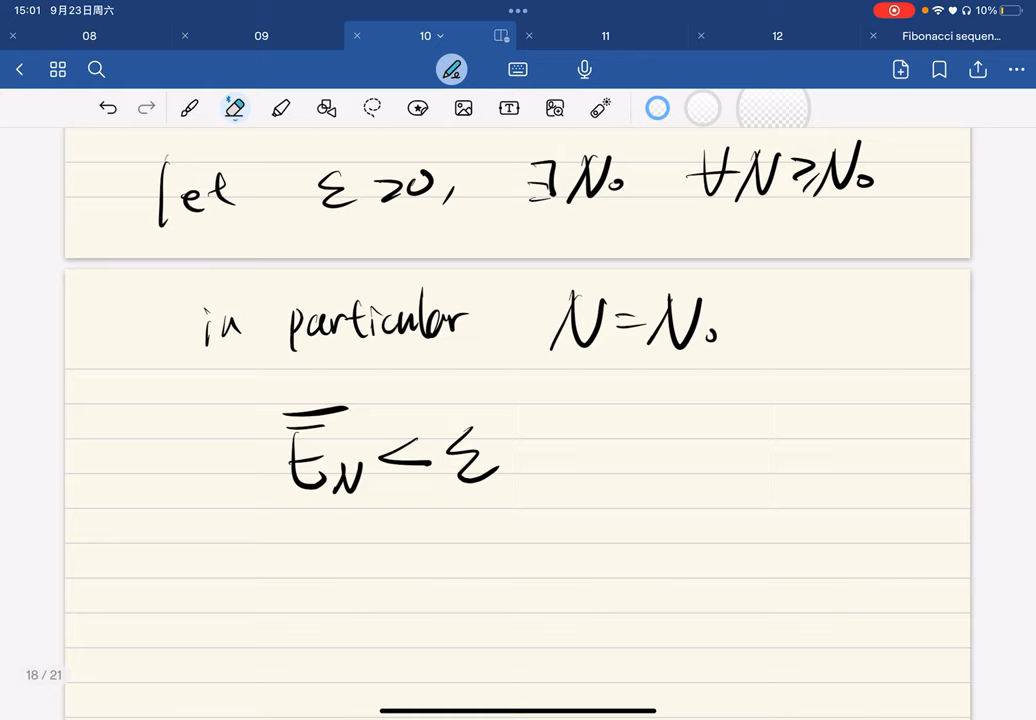 15:01 9月23日周六
10%
08
09
10
11
12
Fibonacci sequen...
let ε>0, ∃N₀ ∀N≥N₀
in particular N=N₀
E̅_N<ε
18 / 21